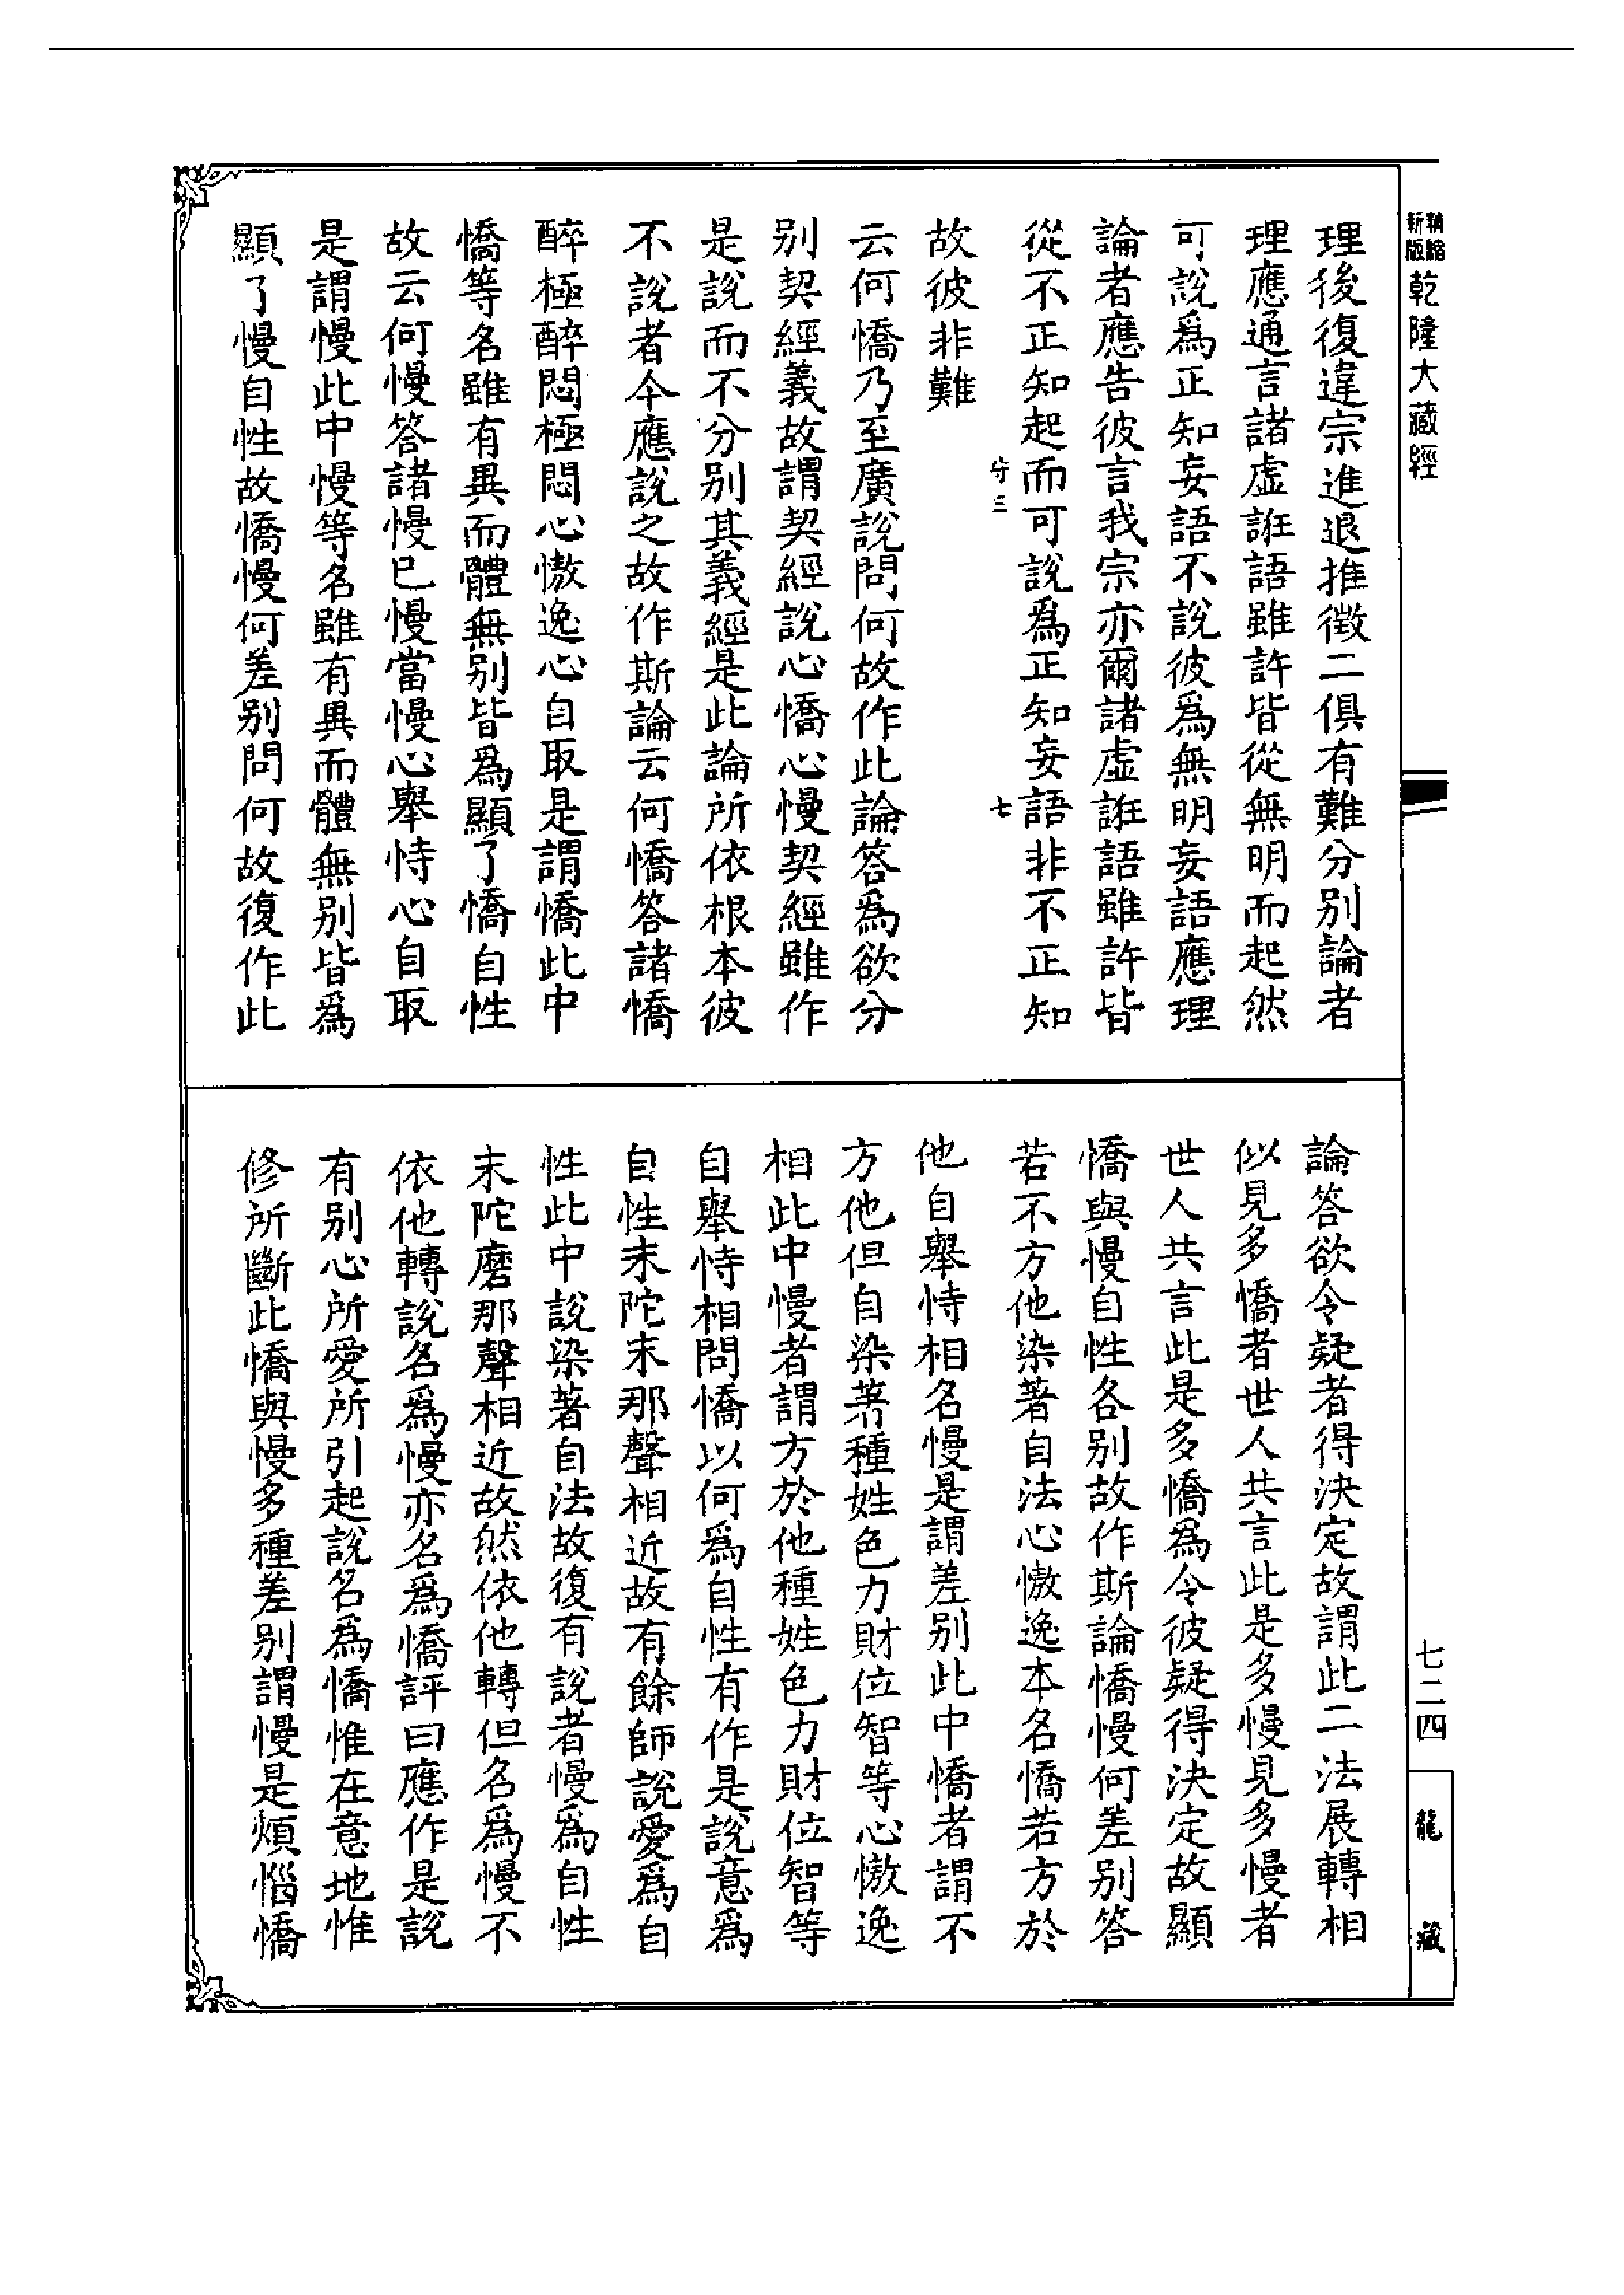 新版精縮乾隆大藏經
理後復違宗進退推徵二俱有難分別論者
理應通言諸虛誑語雖許皆從無明而起然
可說爲正知妄語不說彼爲無明妄語應理
論者應告彼言我宗亦爾諸虛誑語雖許皆
從不正知起而可說爲正知妄語非不正知
守三 七
故彼非難
云何憍乃至廣說問何故作此論答爲欲分
別契經義故謂契經說心憍心慢契經雖作
是說而不分別其義經是此論所依根本彼
不說者今應說之故作斯論云何憍答諸憍
醉極醉悶極悶心憿逸心自取是謂憍此中
憍等名雖有異而體無別皆爲顯了憍自性
故云何慢答諸慢已慢當慢心舉恃心自取
是謂慢此中慢等名雖有異而體無別皆爲
顯了慢自性故憍慢何差別問何故復作此
論答欲令疑者得決定故謂此二法展轉相
似見多憍者世人共言此是多慢見多慢者
世人共言此是多憍爲令彼疑得決定故顯
憍與慢自性各別故作斯論憍慢何差別答
若不方他染著自法心憿逸本名憍若方於
他自舉恃相名慢是謂差別此中憍者謂不
方他但自染著種姓色力財位智等心憿逸
相此中慢者謂方於他種姓色力財位智等
自舉恃相問憍以何爲自性有作是說意爲
自性末陀末那聲相近故有餘師說愛爲自
性此中說染著自法故復有說者慢爲自性
末陀磨那聲相近故然依他轉但名爲慢不
依他轉說名爲慢亦名爲憍評曰應作是說
有別心所愛所引起說名爲憍惟在意地惟
修所斷此憍與慢多種差別謂慢是煩惱憍
七二四
龍藏